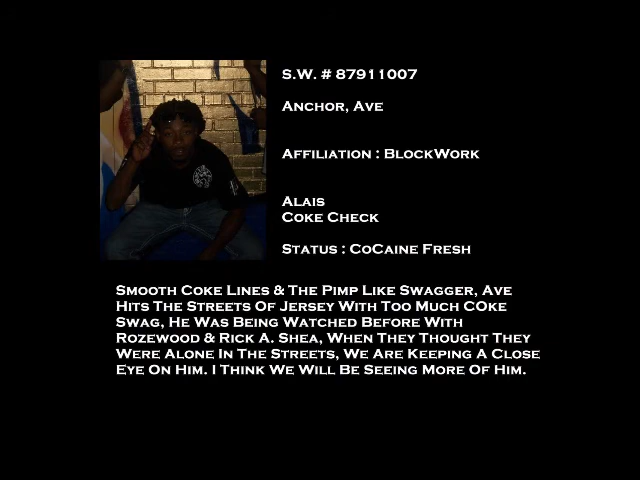 S.W. # 87911007
Anchor, Ave
Affiliation : BlockWork
Alais
Coke Check
Status : CoCaine Fresh
Smooth Coke Lines & The Pimp Like Swagger, Ave
Hits The Streets Of Jersey With Too Much COke
Swag, He Was Being Watched Before With
Rozewood & Rick A. Shea, When They Thought They
Were Alone In The Streets, We Are Keeping A Close
Eye On Him. I Think We Will Be Seeing More Of Him.